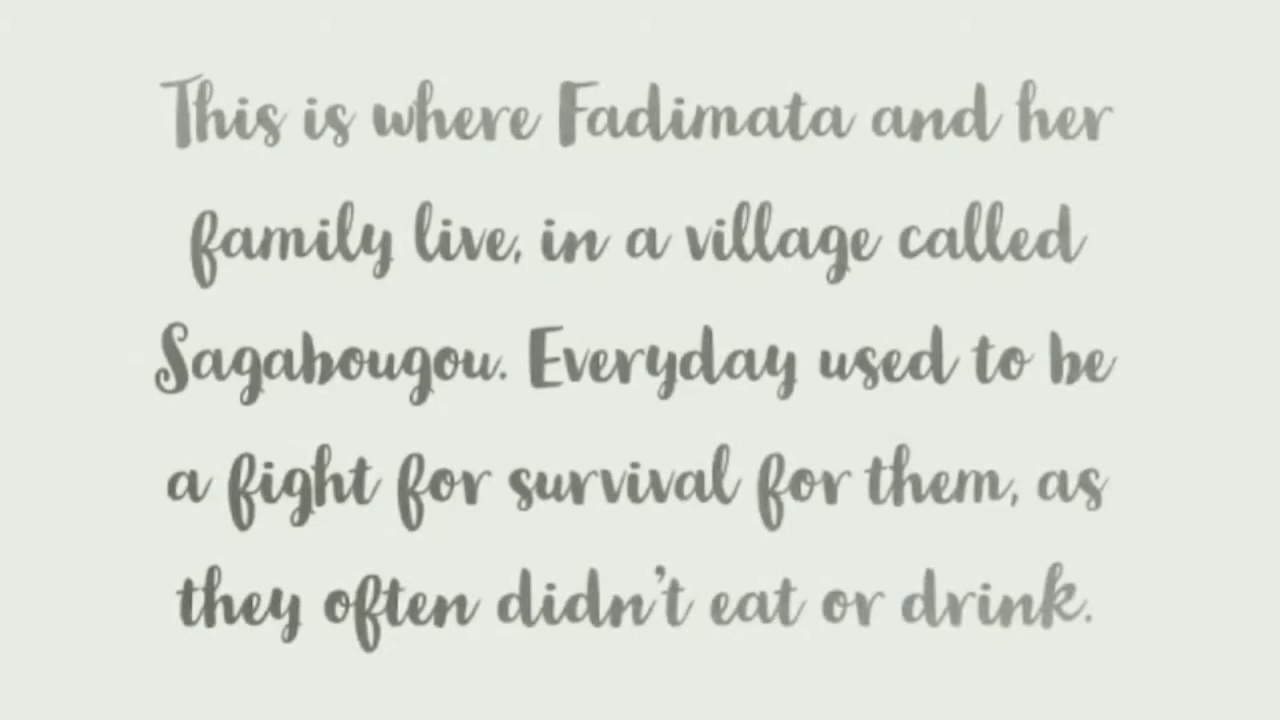 This is where Fadimata and her
family live, in a village called
Sagabougou. Everyday used to be
a fight for survival for them, as
they often didn't eat or drink.